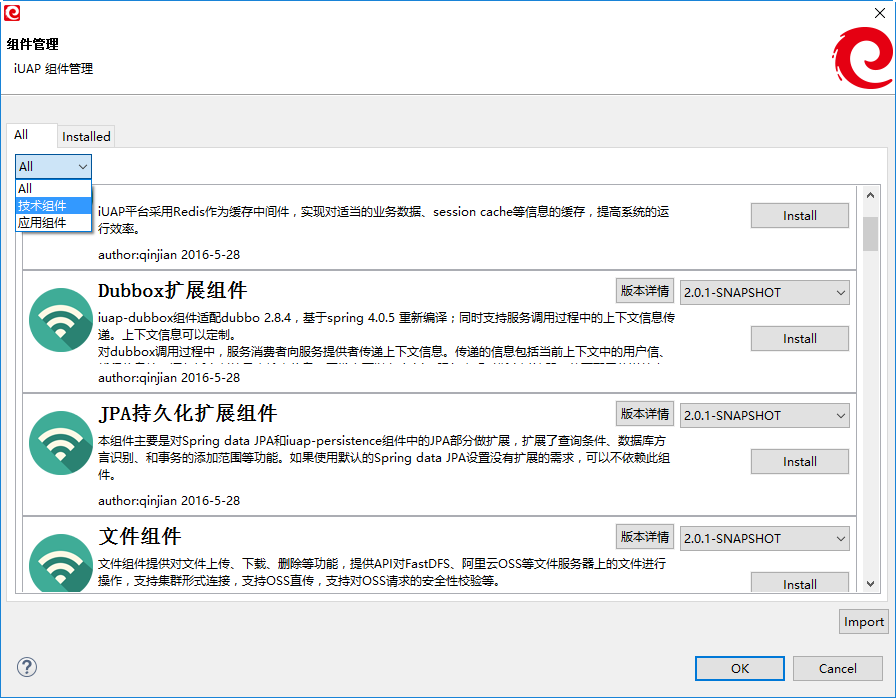 组件管理
iUAP 组件管理
All
Installed
All
All
技术组件
应用组件
iUAP平台采用Redis作为缓存中间件，实现对适当的业务数据、session cache等信息的缓存，提高系统的运
行效率。
author:qinjian 2016-5-28
Install
Dubbox扩展组件
版本详情
2.0.1-SNAPSHOT
iuap-dubbox组件适配dubbo 2.8.4，基于spring 4.0.5 重新编译；同时支持服务调用过程中的上下文信息传
递。上下文信息可以定制。
对dubbox调用过程中，服务消费者向服务提供者传递上下文信息。传递的信息包括当前上下文中的用户信息、
author:qinjian 2016-5-28
Install
JPA持久化扩展组件
版本详情
2.0.1-SNAPSHOT
本组件主要是对Spring data JPA和iuap-persistence组件中的JPA部分做扩展，扩展了查询条件、数据库方
言识别、和事务的添加范围等功能。如果使用默认的Spring data JPA设置没有扩展的需求，可以不依赖此组
件。
author:qinjian 2016-5-28
Install
文件组件
版本详情
2.0.1-SNAPSHOT
文件组件提供对文件上传、下载、删除等功能，提供API对FastDFS、阿里云OSS等文件服务器上的文件进行
操作，支持集群形式连接，支持OSS直传，支持对OSS请求的安全性校验等。
Install
Import
?
OK
Cancel